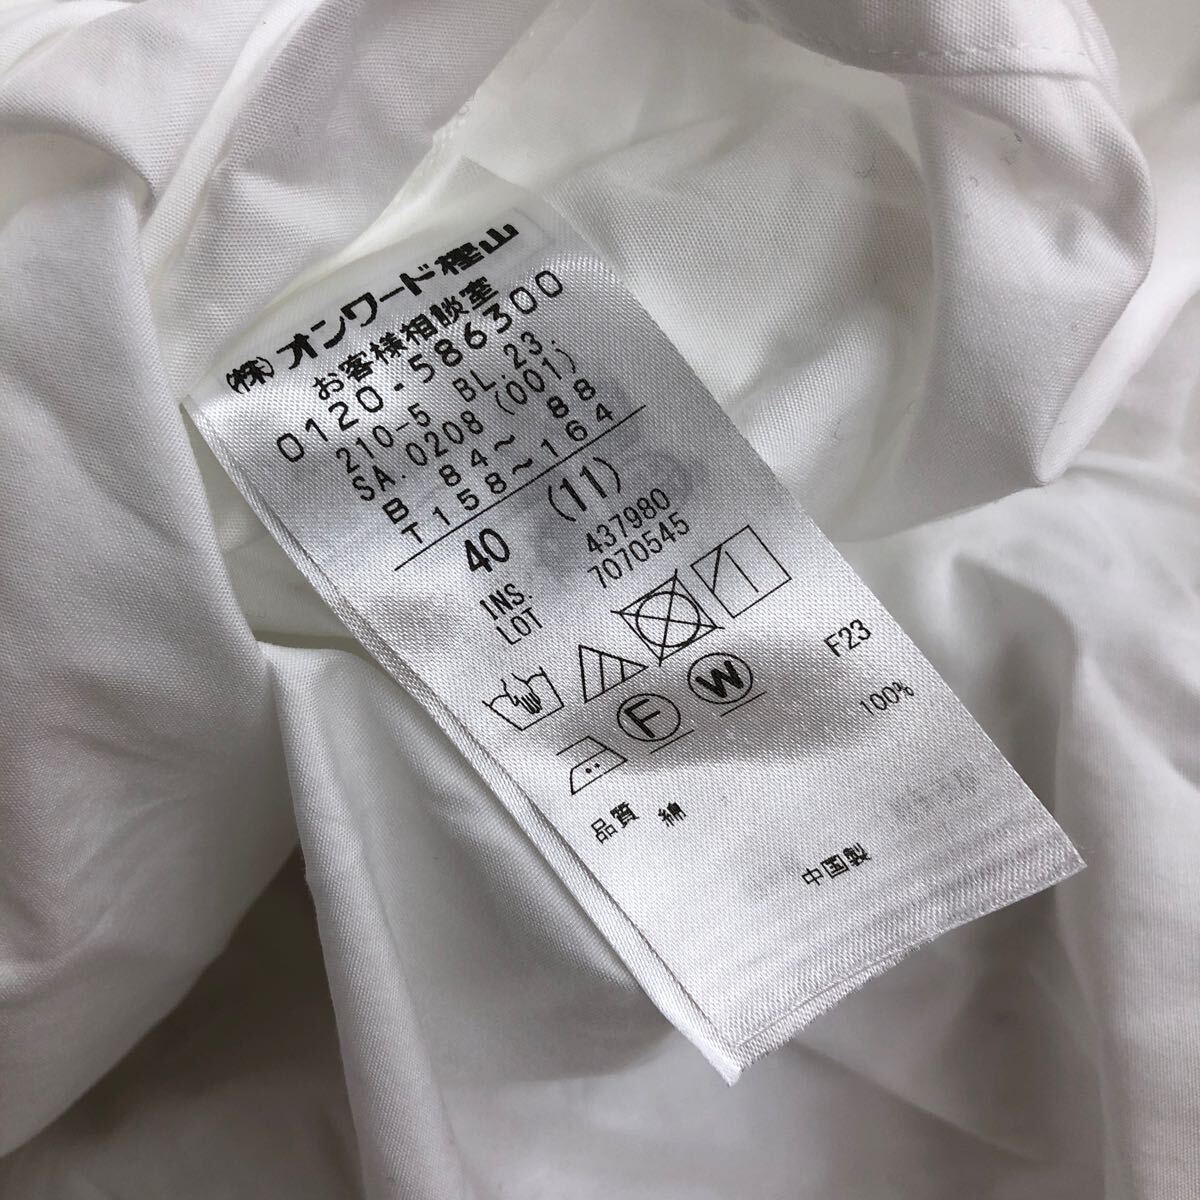 (株)オンワード樫山
お客様相談室
0120-586300
210-5 BL.23.
SA.0208 (001)
B 84~ 88
T 158~164
40 (11)
INS. 437980
LOT 7070545
F W
F23
品質 綿 100%
中国製